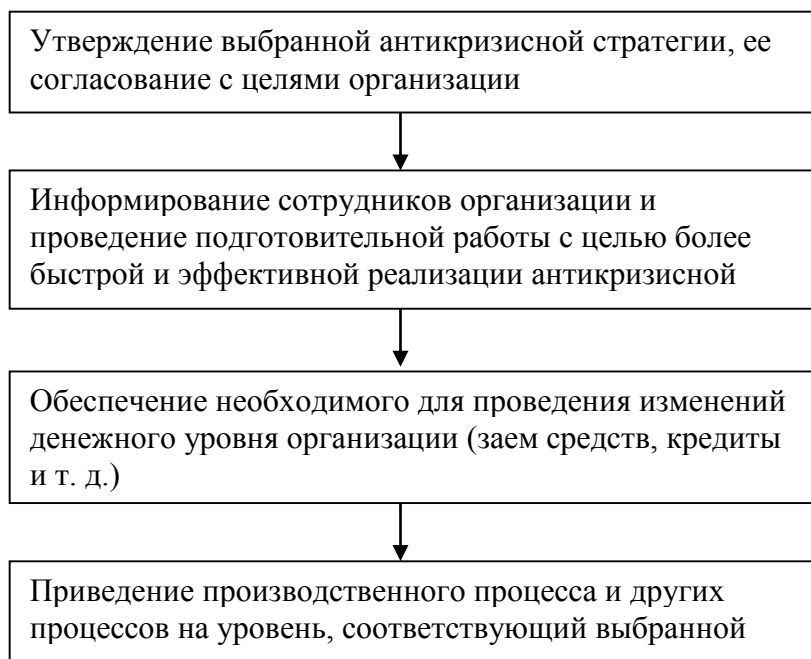 Утверждение выбранной антикризисной стратегии, ее
согласование с целями организации
Информирование сотрудников организации и
проведение подготовительной работы с целью более
быстрой и эффективной реализации антикризисной
Обеспечение необходимого для проведения изменений
денежного уровня организации (заем средств, кредиты
и т. д.)
Приведение производственного процесса и других
процессов на уровень, соответствующий выбранной